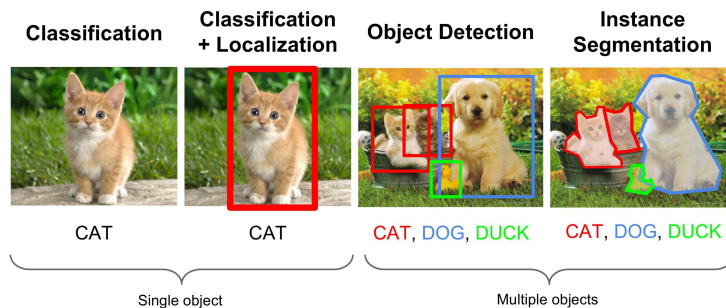 Classification
Classification
+ Localization
Object Detection
Instance
Segmentation
CAT
CAT
CAT, DOG, DUCK
CAT, DOG, DUCK
Single object
Multiple objects